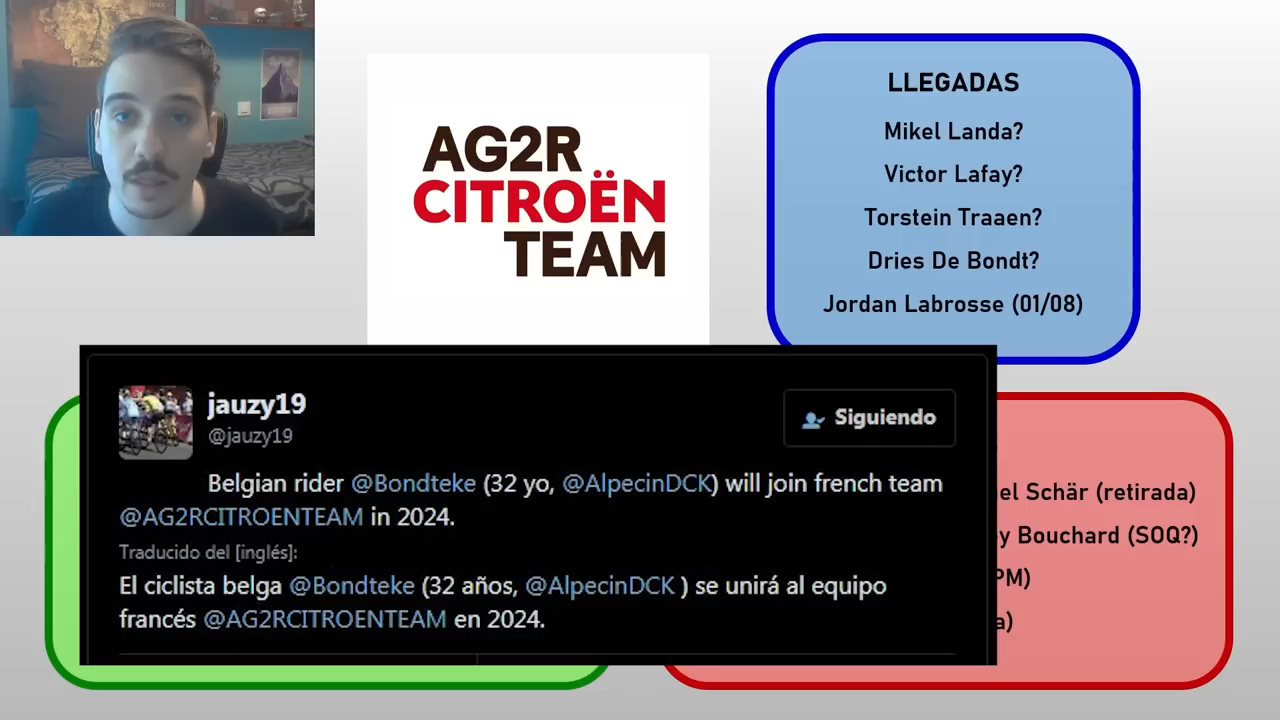 AG2R
CITROËN
TEAM
LLEGADAS
Mikel Landa?
Victor Lafay?
Torstein Traaen?
Dries De Bondt?
Jordan Labrosse (01/08)
jauzy19
@jauzy19
Siguiendo
Belgian rider @Bondteke (32 yo, @AlpecinDCK) will join french team
@AG2RCITROENTEAM in 2024.
Traducido del [inglés]:
El ciclista belga @Bondteke (32 años, @AlpecinDCK ) se unirá al equipo
francés @AG2RCITROENTEAM en 2024.
el Schär (retirada)
y Bouchard (SOQ?)
PM)
a)